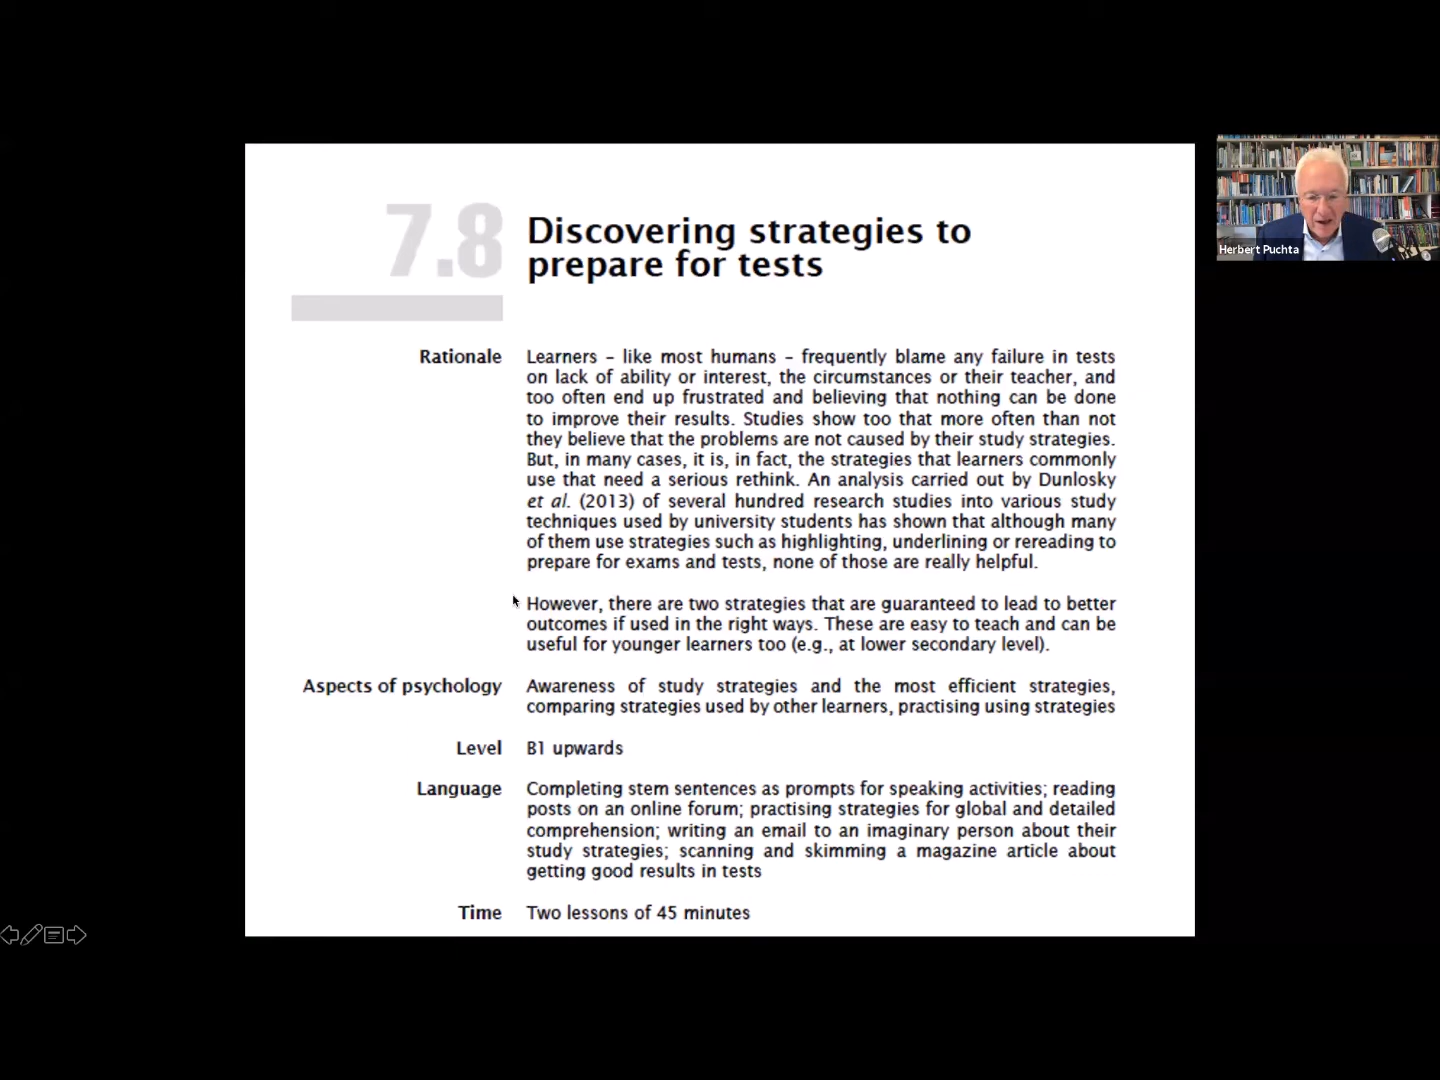 7.8
Discovering strategies to
prepare for tests
Rationale
Learners – like most humans – frequently blame any failure in tests
on lack of ability or interest, the circumstances or their teacher, and
too often end up frustrated and believing that nothing can be done
to improve their results. Studies show too that more often than not
they believe that the problems are not caused by their study strategies.
But, in many cases, it is, in fact, the strategies that learners commonly
use that need a serious rethink. An analysis carried out by Dunlosky
et al. (2013) of several hundred research studies into various study
techniques used by university students has shown that although many
of them use strategies such as highlighting, underlining or rereading to
prepare for exams and tests, none of those are really helpful.
However, there are two strategies that are guaranteed to lead to better
outcomes if used in the right ways. These are easy to teach and can be
useful for younger learners too (e.g., at lower secondary level).
Aspects of psychology
Awareness of study strategies and the most efficient strategies,
comparing strategies used by other learners, practising using strategies
Level
B1 upwards
Language
Completing stem sentences as prompts for speaking activities; reading
posts on an online forum; practising strategies for global and detailed
comprehension; writing an email to an imaginary person about their
study strategies; scanning and skimming a magazine article about
getting good results in tests
Time
Two lessons of 45 minutes
Herbert Puchta